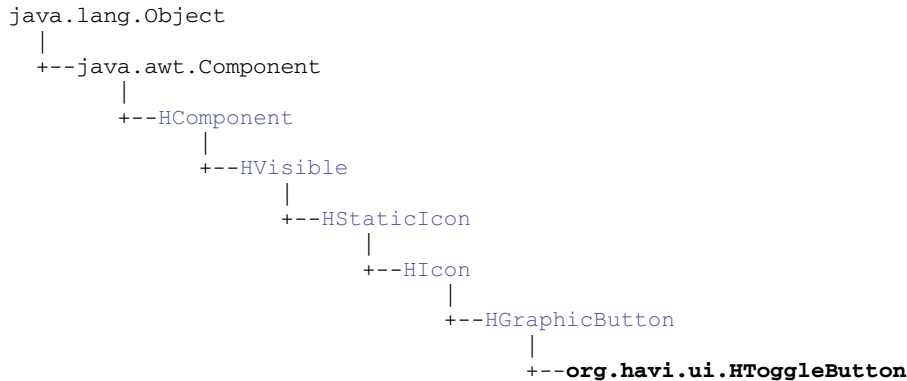 java.lang.Object
|
+--java.awt.Component
|
+--HComponent
|
+--HVisible
|
+--HStaticIcon
|
+--HIcon
|
+--HGraphicButton
|
+--org.havi.ui.HToggleButton